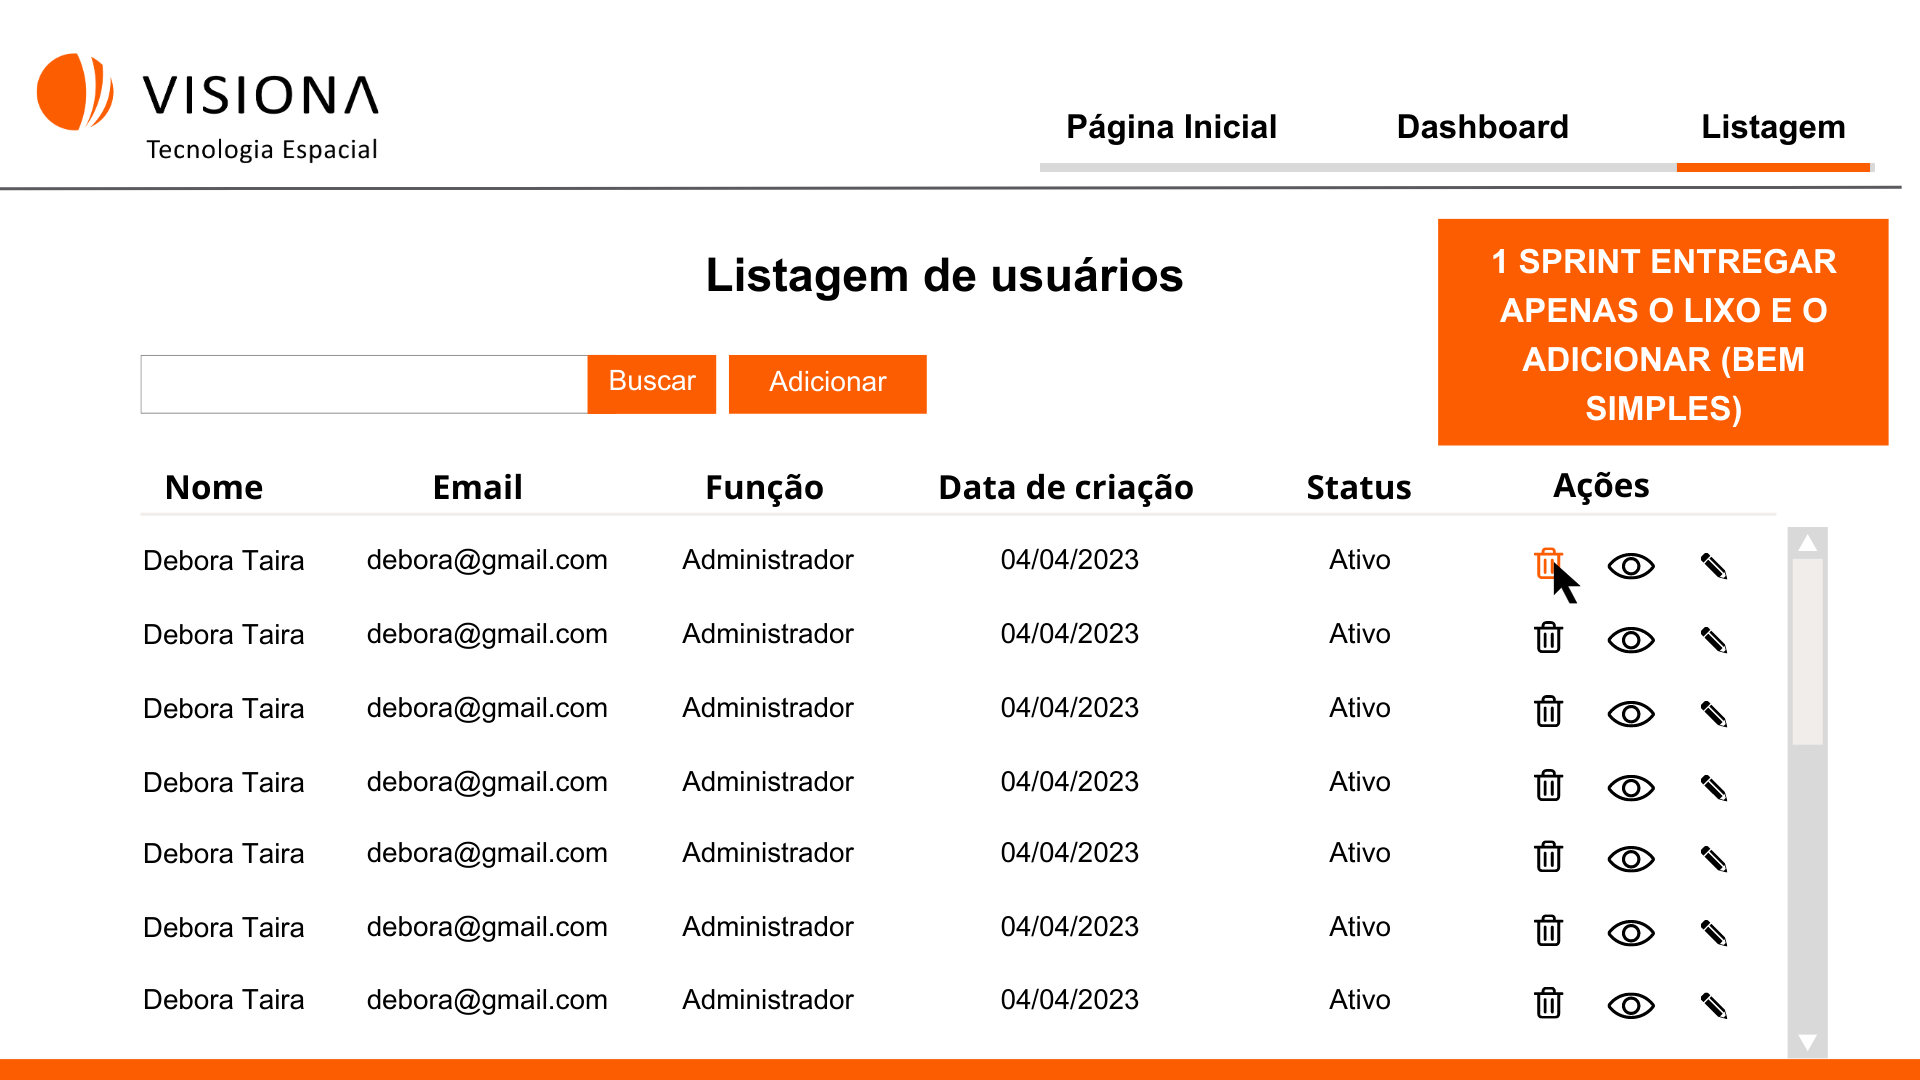 VISIONA
Tecnologia Espacial
Página Inicial Dashboard Listagem
Listagem de usuários
1 SPRINT ENTREGAR
APENAS O LIXO E O
ADICIONAR (BEM
SIMPLES)
Buscar Adicionar
Nome Email Função Data de criação Status Ações
Debora Taira debora@gmail.com Administrador 04/04/2023 Ativo
Debora Taira debora@gmail.com Administrador 04/04/2023 Ativo
Debora Taira debora@gmail.com Administrador 04/04/2023 Ativo
Debora Taira debora@gmail.com Administrador 04/04/2023 Ativo
Debora Taira debora@gmail.com Administrador 04/04/2023 Ativo
Debora Taira debora@gmail.com Administrador 04/04/2023 Ativo
Debora Taira debora@gmail.com Administrador 04/04/2023 Ativo